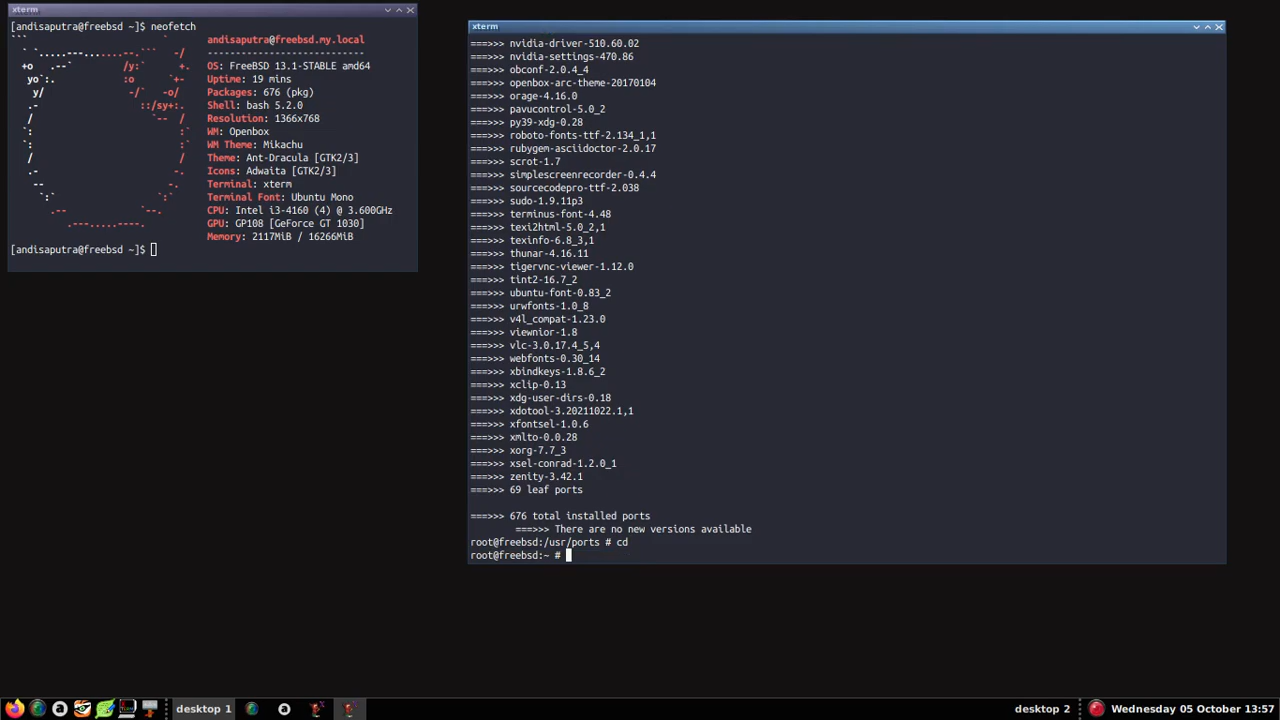 xterm
[andisaputra@freebsd ~]$ neofetch
andisaputra@freebsd.my.local
----------------------------
OS: FreeBSD 13.1-STABLE amd64
Uptime: 19 mins
Packages: 676 (pkg)
Shell: bash 5.2.0
Resolution: 1366x768
WM: Openbox
WM Theme: Mikachu
Theme: Ant-Dracula [GTK2/3]
Icons: Adwaita [GTK2/3]
Terminal: xterm
Terminal Font: Ubuntu Mono
CPU: Intel i3-4160 (4) @ 3.600GHz
GPU: GP108 [GeForce GT 1030]
Memory: 2117MiB / 16266MiB
[andisaputra@freebsd ~]$
xterm
===>>> nvidia-driver-510.60.02
===>>> nvidia-settings-470.86
===>>> obconf-2.0.4_4
===>>> openbox-arc-theme-20170104
===>>> orage-4.16.0
===>>> pavucontrol-5.0_2
===>>> py39-xdg-0.28
===>>> roboto-fonts-ttf-2.134_1,1
===>>> rubygem-asciidoctor-2.0.17
===>>> scrot-1.7
===>>> simplescreenrecorder-0.4.4
===>>> sourcecodepro-ttf-2.038
===>>> sudo-1.9.11p3
===>>> terminus-font-4.48
===>>> texi2html-5.0_2,1
===>>> texinfo-6.8_3,1
===>>> thunar-4.16.11
===>>> tigervnc-viewer-1.12.0
===>>> tint2-16.7_2
===>>> ubuntu-font-0.83_2
===>>> urwfonts-1.0_8
===>>> v4l_compat-1.23.0
===>>> viewnior-1.8
===>>> vlc-3.0.17.4_5,4
===>>> webfonts-0.30_14
===>>> xbindkeys-1.8.6_2
===>>> xclip-0.13
===>>> xdg-user-dirs-0.18
===>>> xdotool-3.20211022.1,1
===>>> xfontsel-1.0.6
===>>> xmlto-0.0.28
===>>> xorg-7.7_3
===>>> xsel-conrad-1.2.0_1
===>>> zenity-3.42.1
===>>> 69 leaf ports
===>>> 676 total installed ports
===>>> There are no new versions available
root@freebsd:/usr/ports # cd
root@freebsd:~ #
desktop 1
desktop 2
Wednesday 05 October 13:57